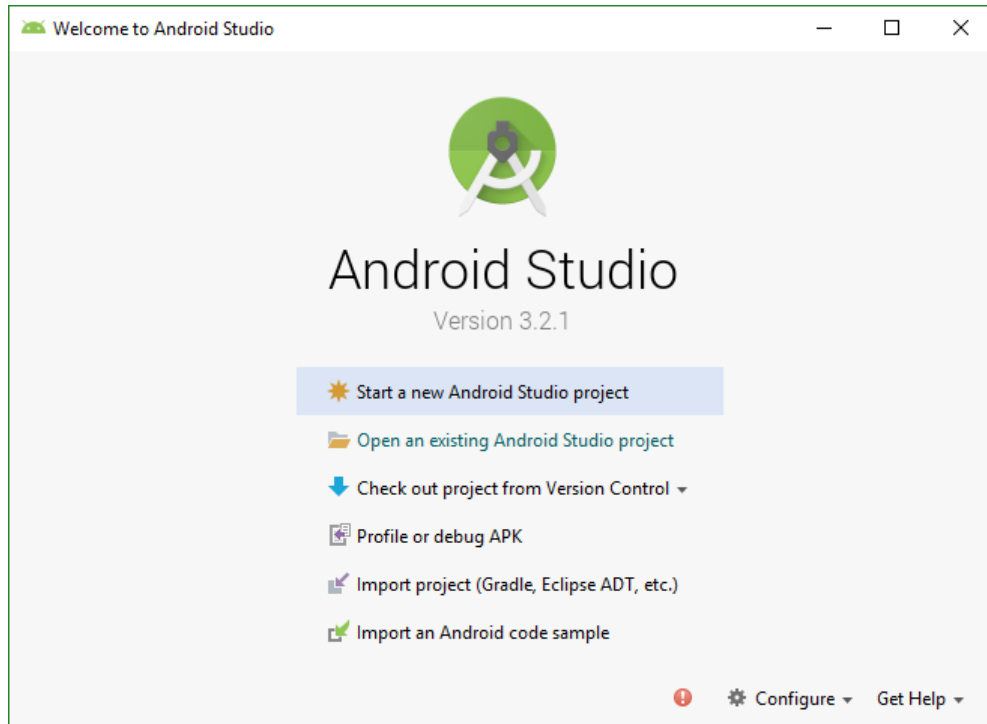 Welcome to Android Studio
Android Studio
Version 3.2.1
Start a new Android Studio project
Open an existing Android Studio project
Check out project from Version Control
Profile or debug APK
Import project (Gradle, Eclipse ADT, etc.)
Import an Android code sample
Configure Get Help